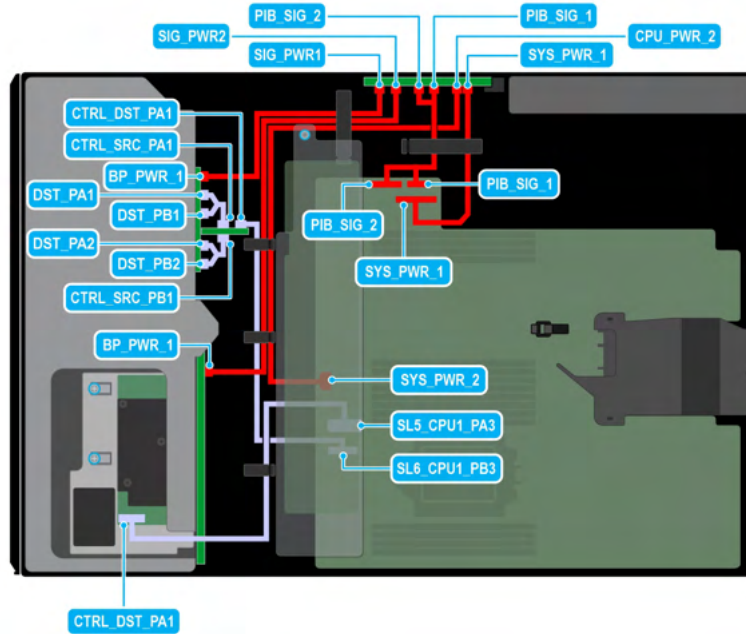 PIB_SIG_2
PIB_SIG_1
SIG_PWR2
CPU_PWR_2
SIG_PWR1
SYS_PWR_1
CTRL_DST_PA1
CTRL_SRC_PA1
BP_PWR_1
DST_PA1
PIB_SIG_1
DST_PB1
PIB_SIG_2
DST_PA2
DST_PB2
SYS_PWR_1
CTRL_SRC_PB1
BP_PWR_1
SYS_PWR_2
SL5_CPU1_PA3
SL6_CPU1_PB3
CTRL_DST_PA1